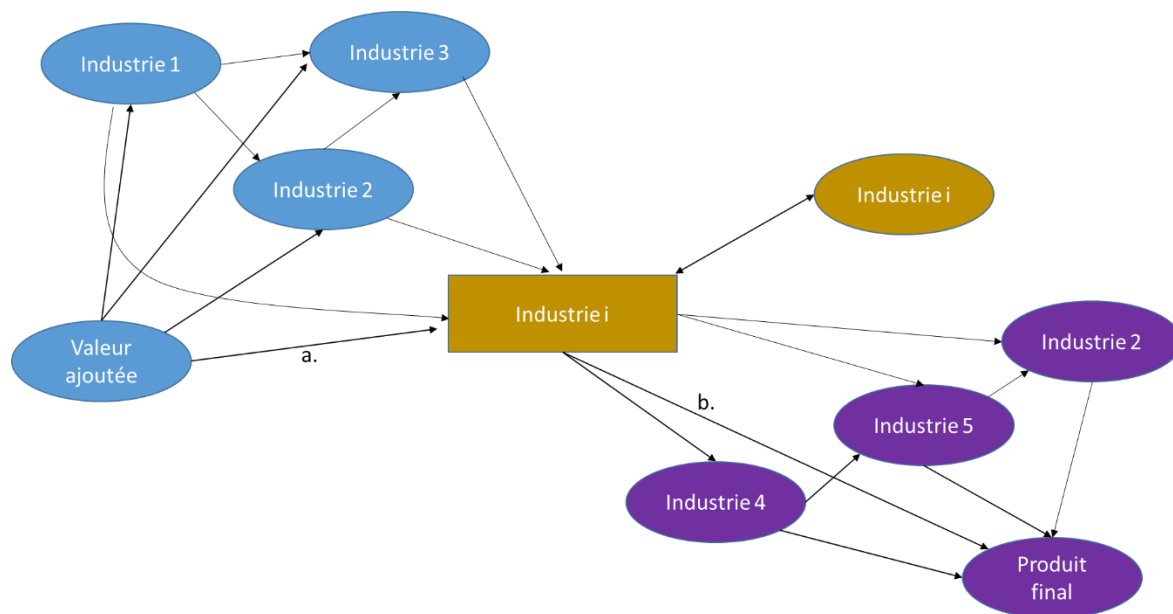 Industrie 1
Industrie 3
Industrie 2
Industrie i
Industrie i
Valeur
ajoutée
a.
Industrie 2
b.
Industrie 5
Industrie 4
Produit
final